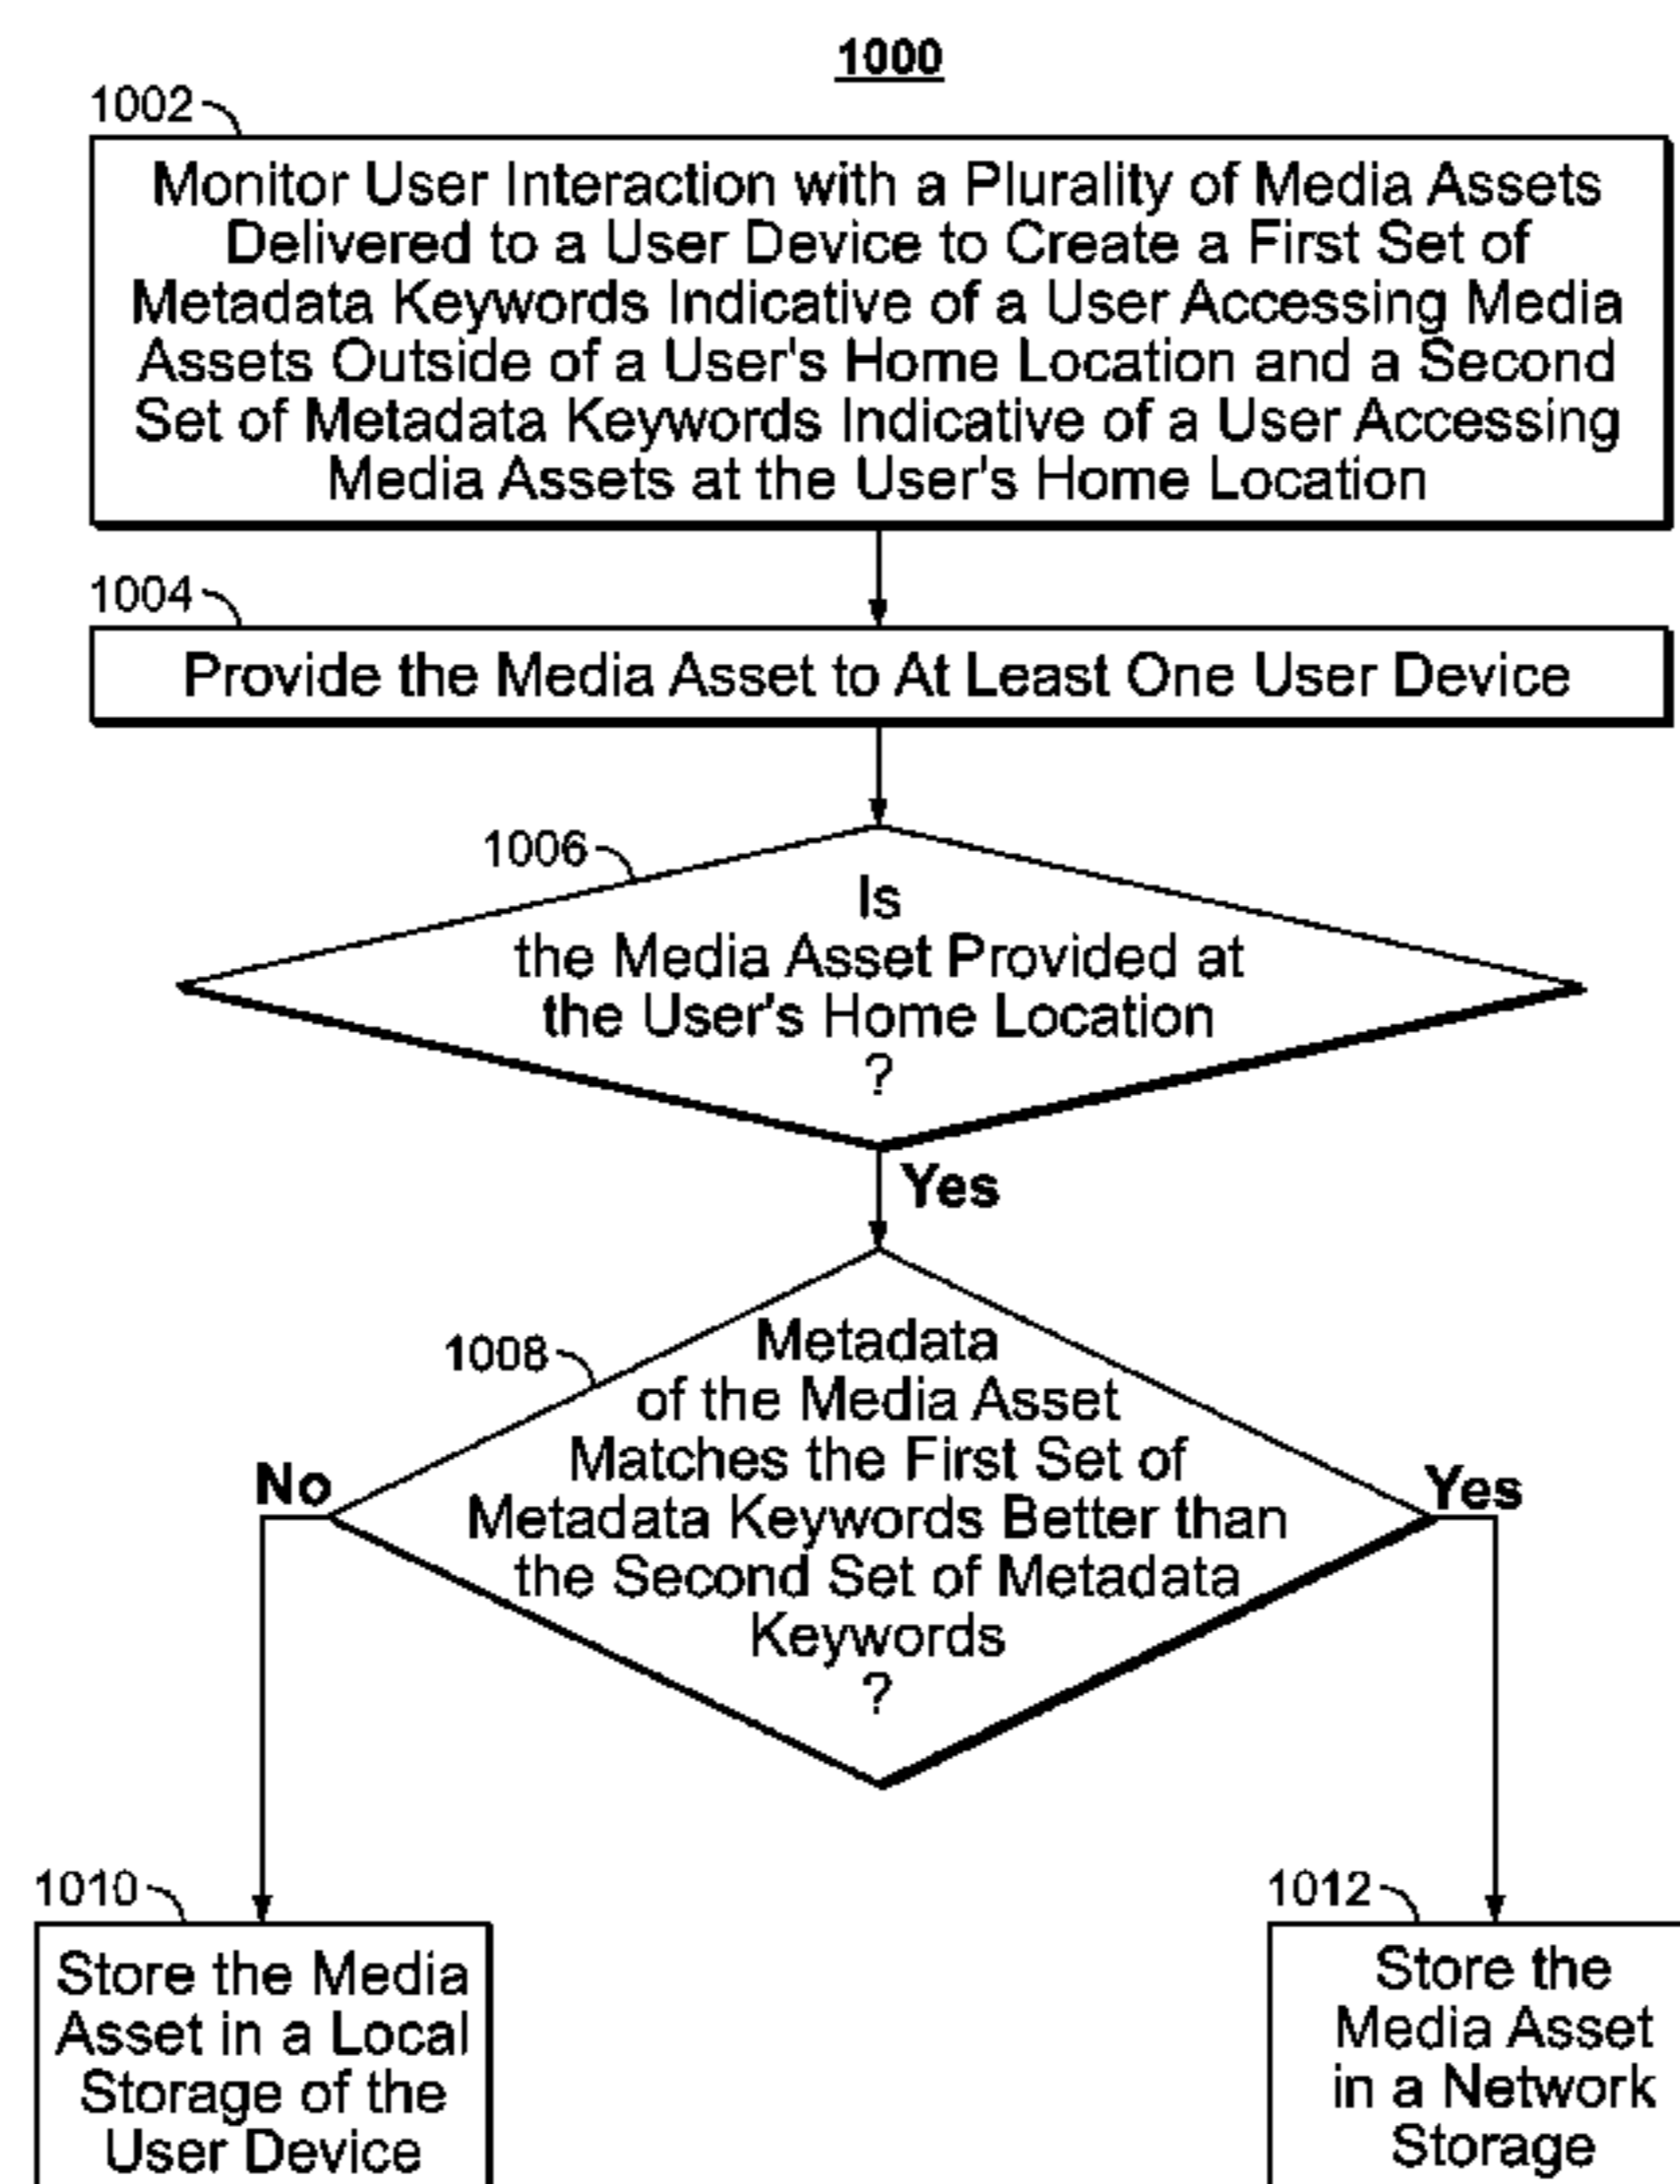 1000
1002
Monitor User Interaction with a Plurality of Media Assets
Delivered to a User Device to Create a First Set of
Metadata Keywords Indicative of a User Accessing Media
Assets Outside of a User's Home Location and a Second
Set of Metadata Keywords Indicative of a User Accessing
Media Assets at the User's Home Location
1004
Provide the Media Asset to At Least One User Device
1006
Is
the Media Asset Provided at
the User's Home Location
?
Yes
1008
Metadata
of the Media Asset
Matches the First Set of
Metadata Keywords Better than
the Second Set of Metadata
Keywords
?
No
Yes
1010
Store the Media
Asset in a Local
Storage of the
User Device
1012
Store the
Media Asset
in a Network
Storage